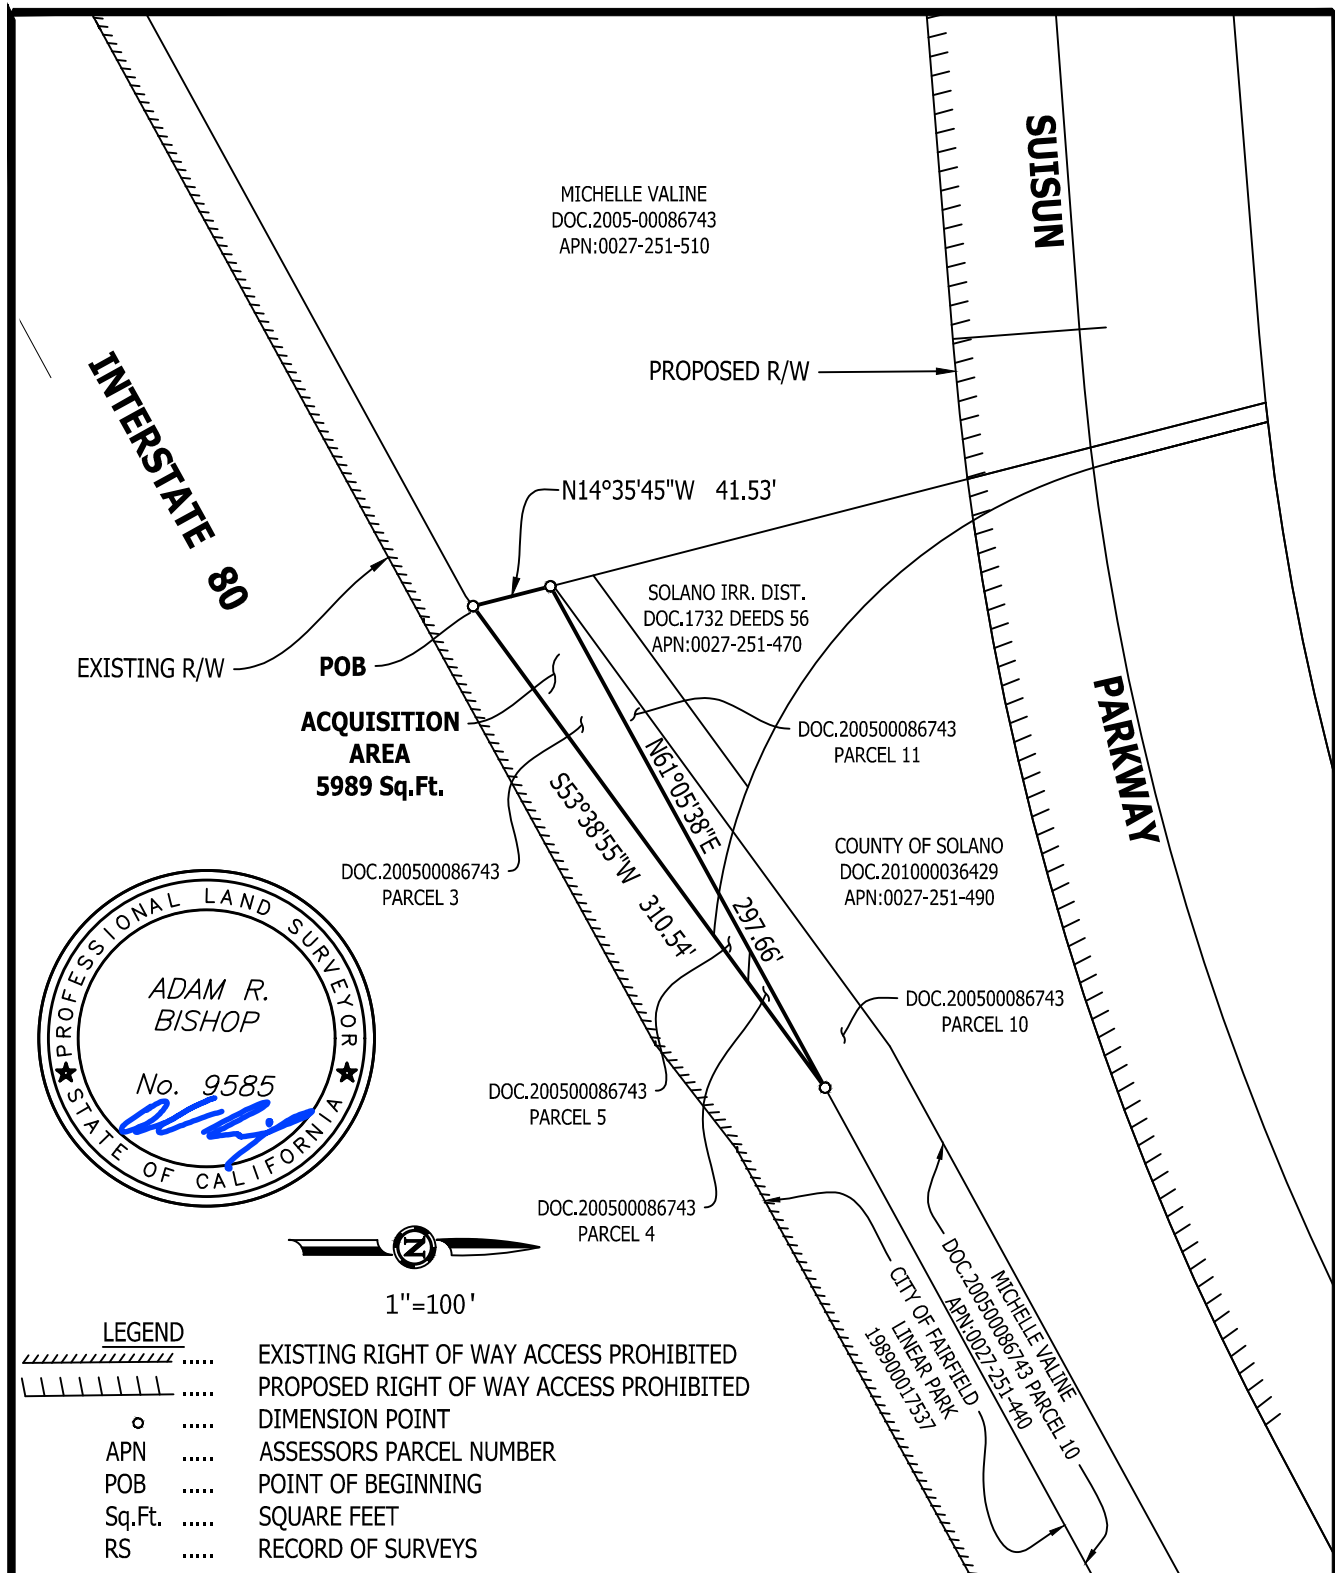 MICHELLE VALINE
DOC.2005-00086743
APN:0027-251-510
SUISUN
PARKWAY
INTERSTATE 80
PROPOSED R/W
N14°35'45"W 41.53'
SOLANO IRR. DIST.
DOC.1732 DEEDS 56
APN:0027-251-470
EXISTING R/W
POB
ACQUISITION
AREA
5989 Sq.Ft.
DOC.200500086743
PARCEL 11
N61°05'38"E 297.66'
S53°38'55"W 310.54'
DOC.200500086743
PARCEL 3
COUNTY OF SOLANO
DOC.201000036429
APN:0027-251-490
DOC.200500086743
PARCEL 10
DOC.200500086743
PARCEL 5
DOC.200500086743
PARCEL 4
PROFESSIONAL LAND SURVEYOR
STATE OF CALIFORNIA
ADAM R.
BISHOP
No. 9585
N
1"=100'
CITY OF FAIRFIELD
LINEAR PARK
198900017537
MICHELLE VALINE
DOC.200500086743 PARCEL 10
APN:0027-251-440
LEGEND
..... EXISTING RIGHT OF WAY ACCESS PROHIBITED
..... PROPOSED RIGHT OF WAY ACCESS PROHIBITED
..... DIMENSION POINT
APN ..... ASSESSORS PARCEL NUMBER
POB ..... POINT OF BEGINNING
Sq.Ft. ..... SQUARE FEET
RS ..... RECORD OF SURVEYS